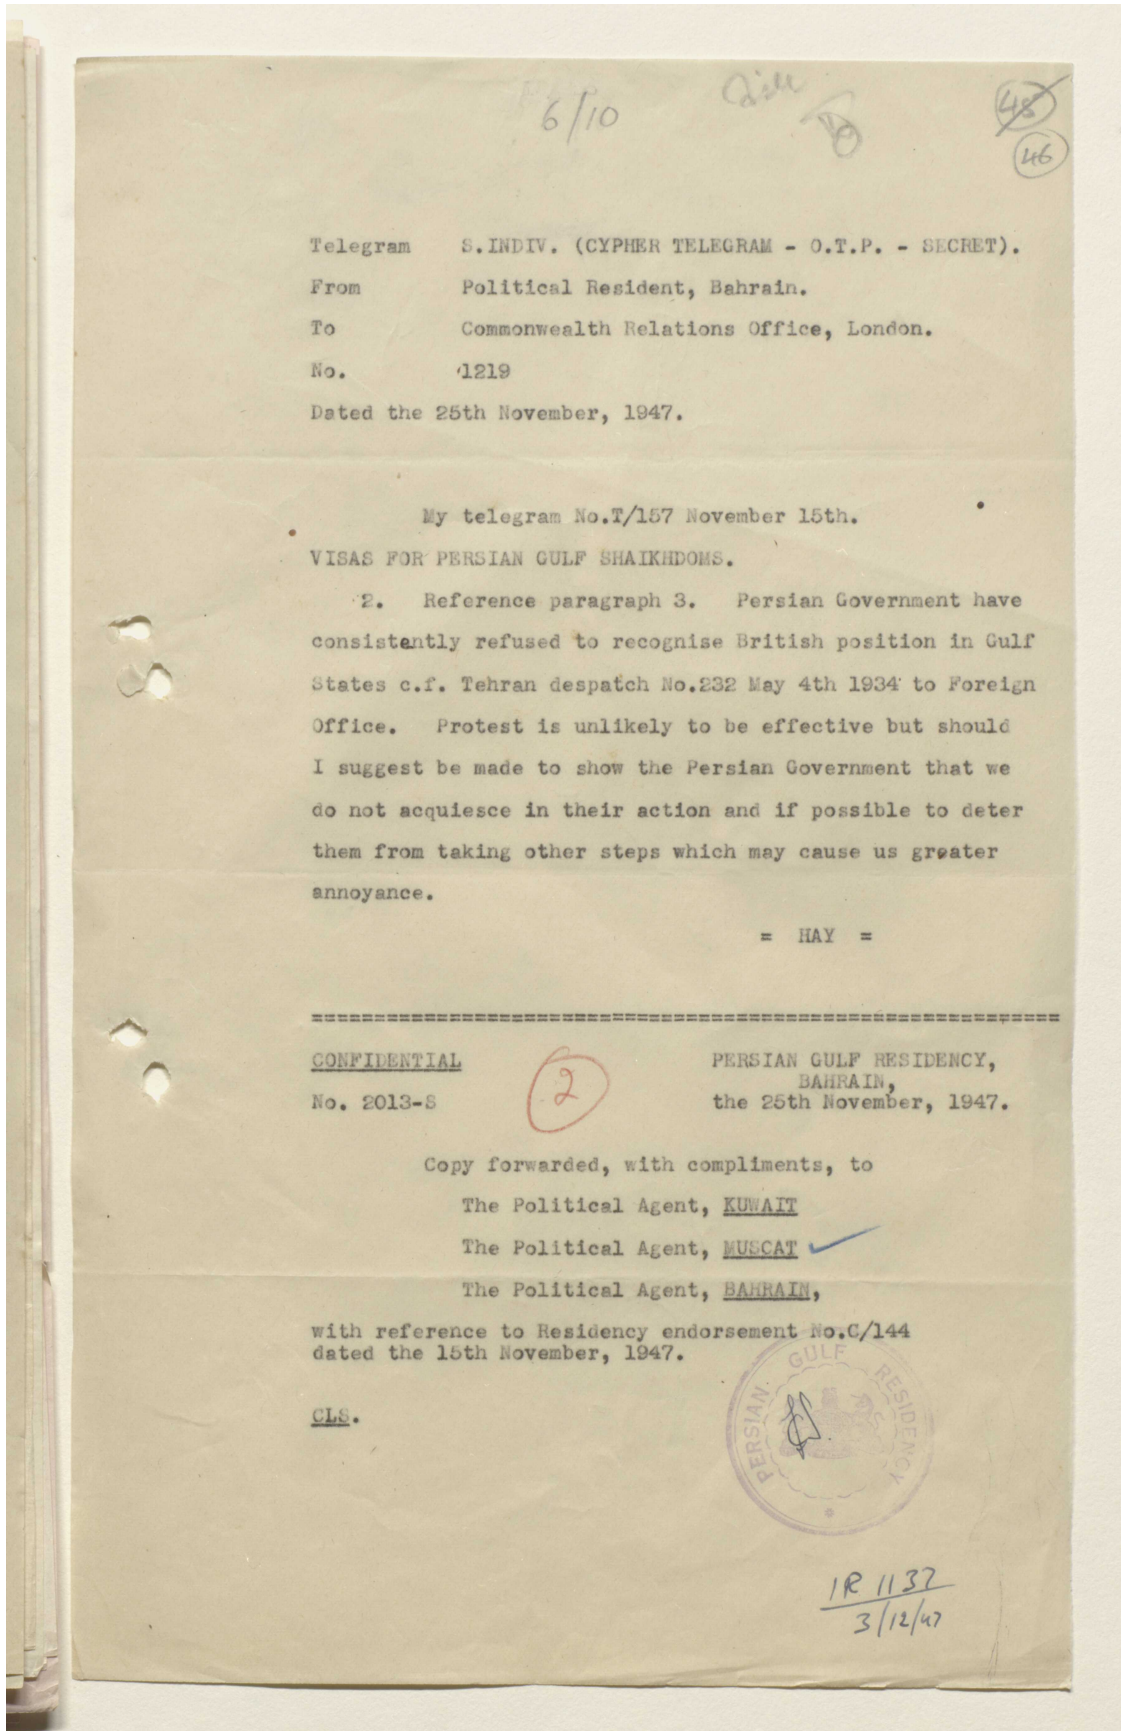 6/10
File
45
46
Telegram S.INDIV. (CYPHER TELEGRAM - O.T.P. - SECRET).
From Political Resident, Bahrain.
To Commonwealth Relations Office, London.
No. 1219
Dated the 25th November, 1947.
My telegram No.T/157 November 15th.
VISAS FOR PERSIAN GULF SHAIKHDOMS.
2. Reference paragraph 3. Persian Government have
consistently refused to recognise British position in Gulf
States c.f. Tehran despatch No.232 May 4th 1934 to Foreign
Office. Protest is unlikely to be effective but should
I suggest be made to show the Persian Government that we
do not acquiesce in their action and if possible to deter
them from taking other steps which may cause us greater
annoyance.
= HAY =
============================================================
CONFIDENTIAL
No. 2013-S
2
PERSIAN GULF RESIDENCY,
BAHRAIN,
the 25th November, 1947.
Copy forwarded, with compliments, to
The Political Agent, KUWAIT
The Political Agent, MUSCAT
The Political Agent, BAHRAIN,
with reference to Residency endorsement No.C/144
dated the 15th November, 1947.
CLS.
PERSIAN GULF RESIDENCY
IR 1137
3/12/47